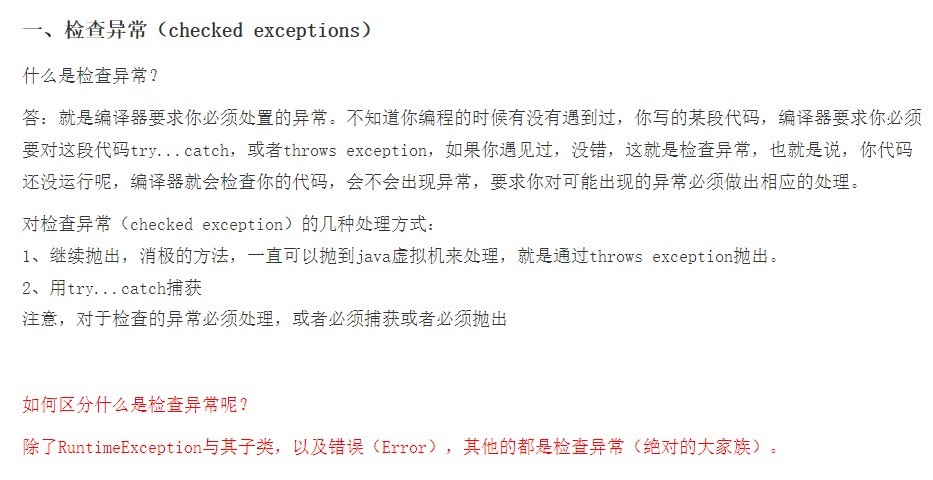 一、检查异常（checked exceptions）
什么是检查异常？
答：就是编译器要求你必须处置的异常。不知道你编程的时候有没有遇到过，你写的某段代码，编译器要求你必须
要对这段代码try...catch，或者throws exception，如果你遇见过，没错，这就是检查异常，也就是说，你代码
还没运行呢，编译器就会检查你的代码，会不会出现异常，要求你对可能出现的异常必须做出相应的处理。
对检查异常（checked exception）的几种处理方式：
1、继续抛出，消极的方法，一直可以抛到java虚拟机来处理，就是通过throws exception抛出。
2、用try...catch捕获
注意，对于检查的异常必须处理，或者必须捕获或者必须抛出
如何区分什么是检查异常呢？
除了RuntimeException与其子类，以及错误（Error），其他的都是检查异常（绝对的大家族）。